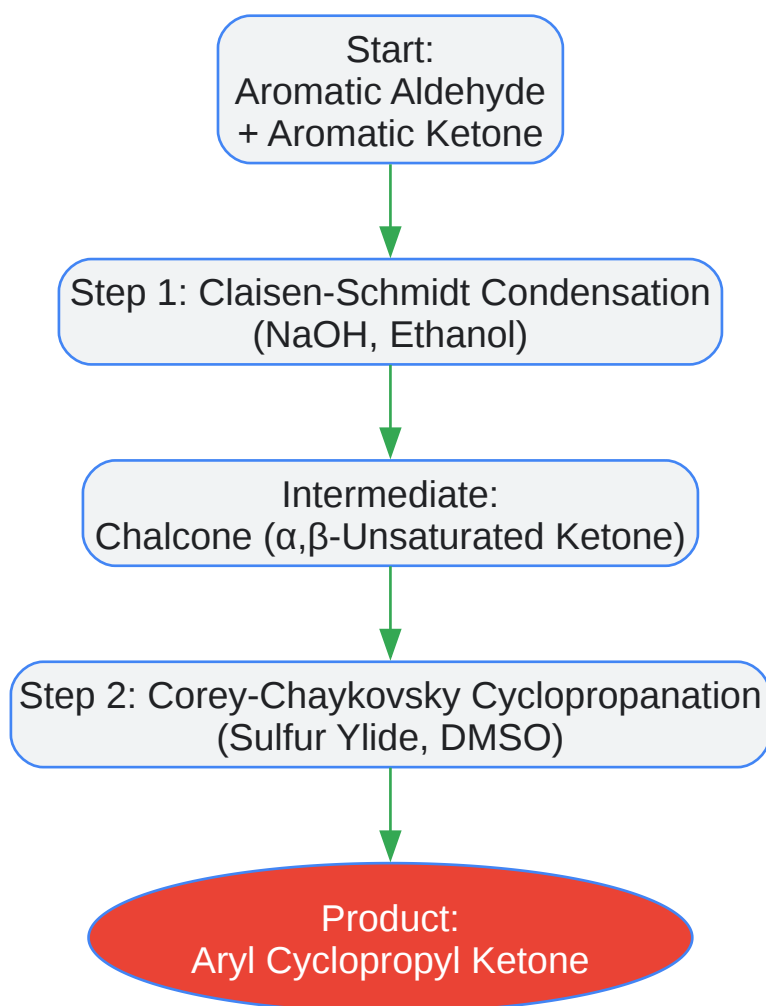 Start:
Aromatic Aldehyde
+ Aromatic Ketone
Step 1: Claisen-Schmidt Condensation
(NaOH, Ethanol)
Intermediate:
Chalcone (α,β-Unsaturated Ketone)
Step 2: Corey-Chaykovsky Cyclopropanation
(Sulfur Ylide, DMSO)
Product:
Aryl Cyclopropyl Ketone